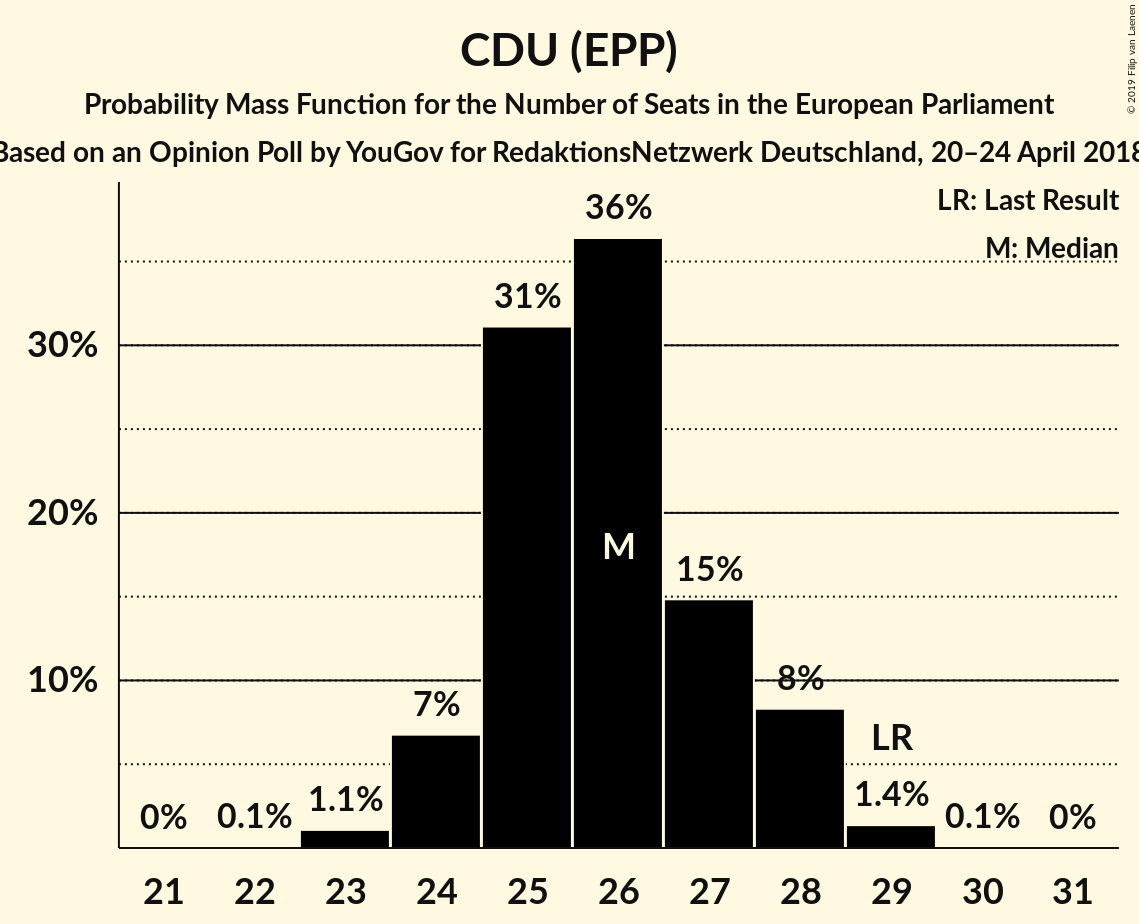 CDU (EPP)
Probability Mass Function for the Number of Seats in the European Parliament
Based on an Opinion Poll by YouGov for RedaktionsNetzwerk Deutschland, 20–24 April 2018
© 2019 Filip van Laenen
LR: Last Result
M: Median
36%
31%
30%
20%
M
15%
10%
8%
7%
LR
1.4%
1.1%
0%
0.1%
0.1%
0%
21 22 23 24 25 26 27 28 29 30 31